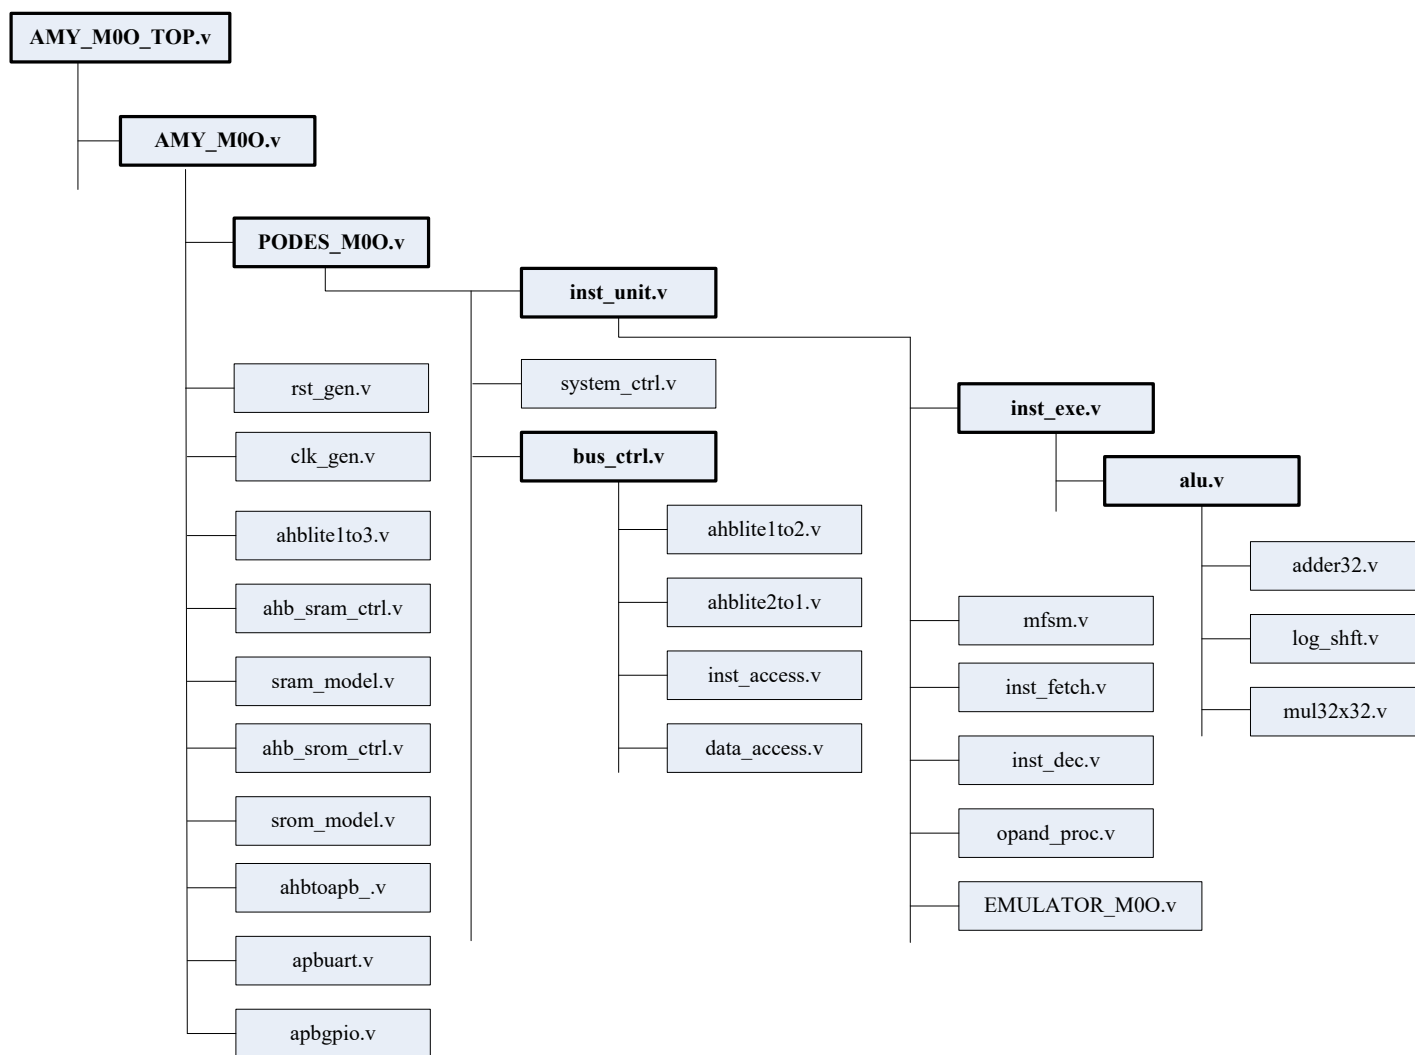 AMY_M0O_TOP.v
AMY_M0O.v
PODES_M0O.v
inst_unit.v
rst_gen.v
system_ctrl.v
inst_exe.v
clk_gen.v
bus_ctrl.v
alu.v
ahblite1to3.v
ahblite1to2.v
adder32.v
ahb_sram_ctrl.v
ahblite2to1.v
mfsm.v
log_shft.v
sram_model.v
inst_access.v
inst_fetch.v
mul32x32.v
ahb_srom_ctrl.v
data_access.v
inst_dec.v
srom_model.v
opand_proc.v
ahbtoapb_.v
EMULATOR_M0O.v
apbuart.v
apbgpio.v